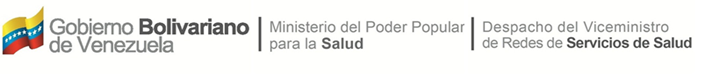 Gobierno Bolivariano
de Venezuela
Ministerio del Poder Popular
para la Salud
Despacho del Viceministro
de Redes de Servicios de Salud